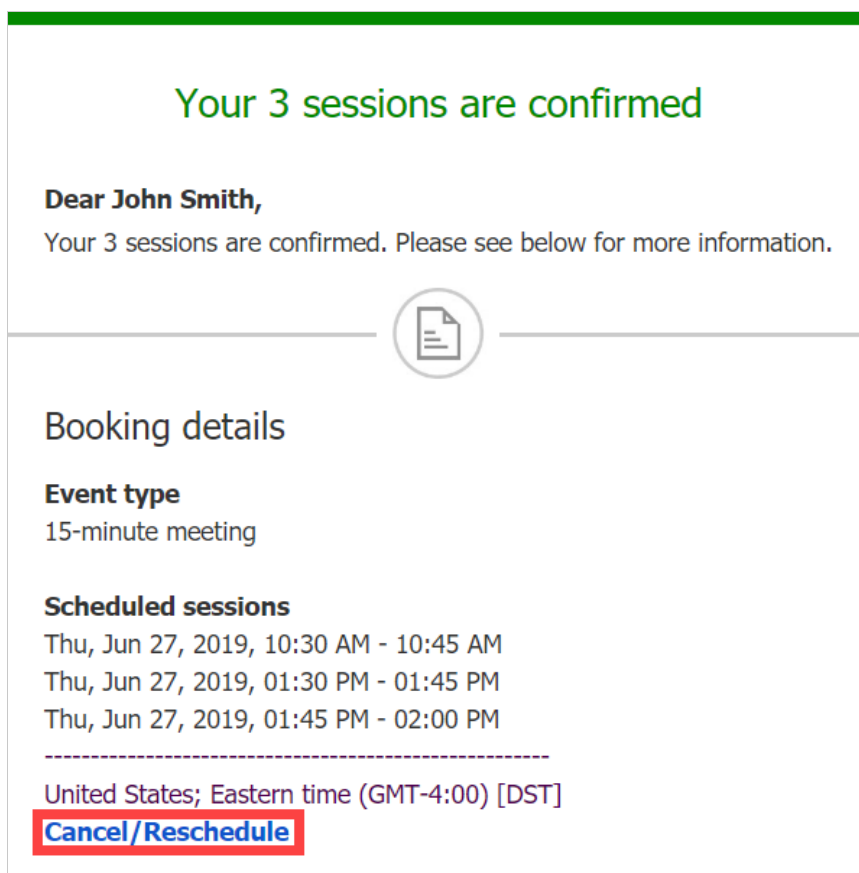 Your 3 sessions are confirmed
Dear John Smith,
Your 3 sessions are confirmed. Please see below for more information.
Booking details
Event type
15-minute meeting
Scheduled sessions
Thu, Jun 27, 2019, 10:30 AM - 10:45 AM
Thu, Jun 27, 2019, 01:30 PM - 01:45 PM
Thu, Jun 27, 2019, 01:45 PM - 02:00 PM
-------------------------------------------------------
United States; Eastern time (GMT-4:00) [DST]
Cancel/Reschedule